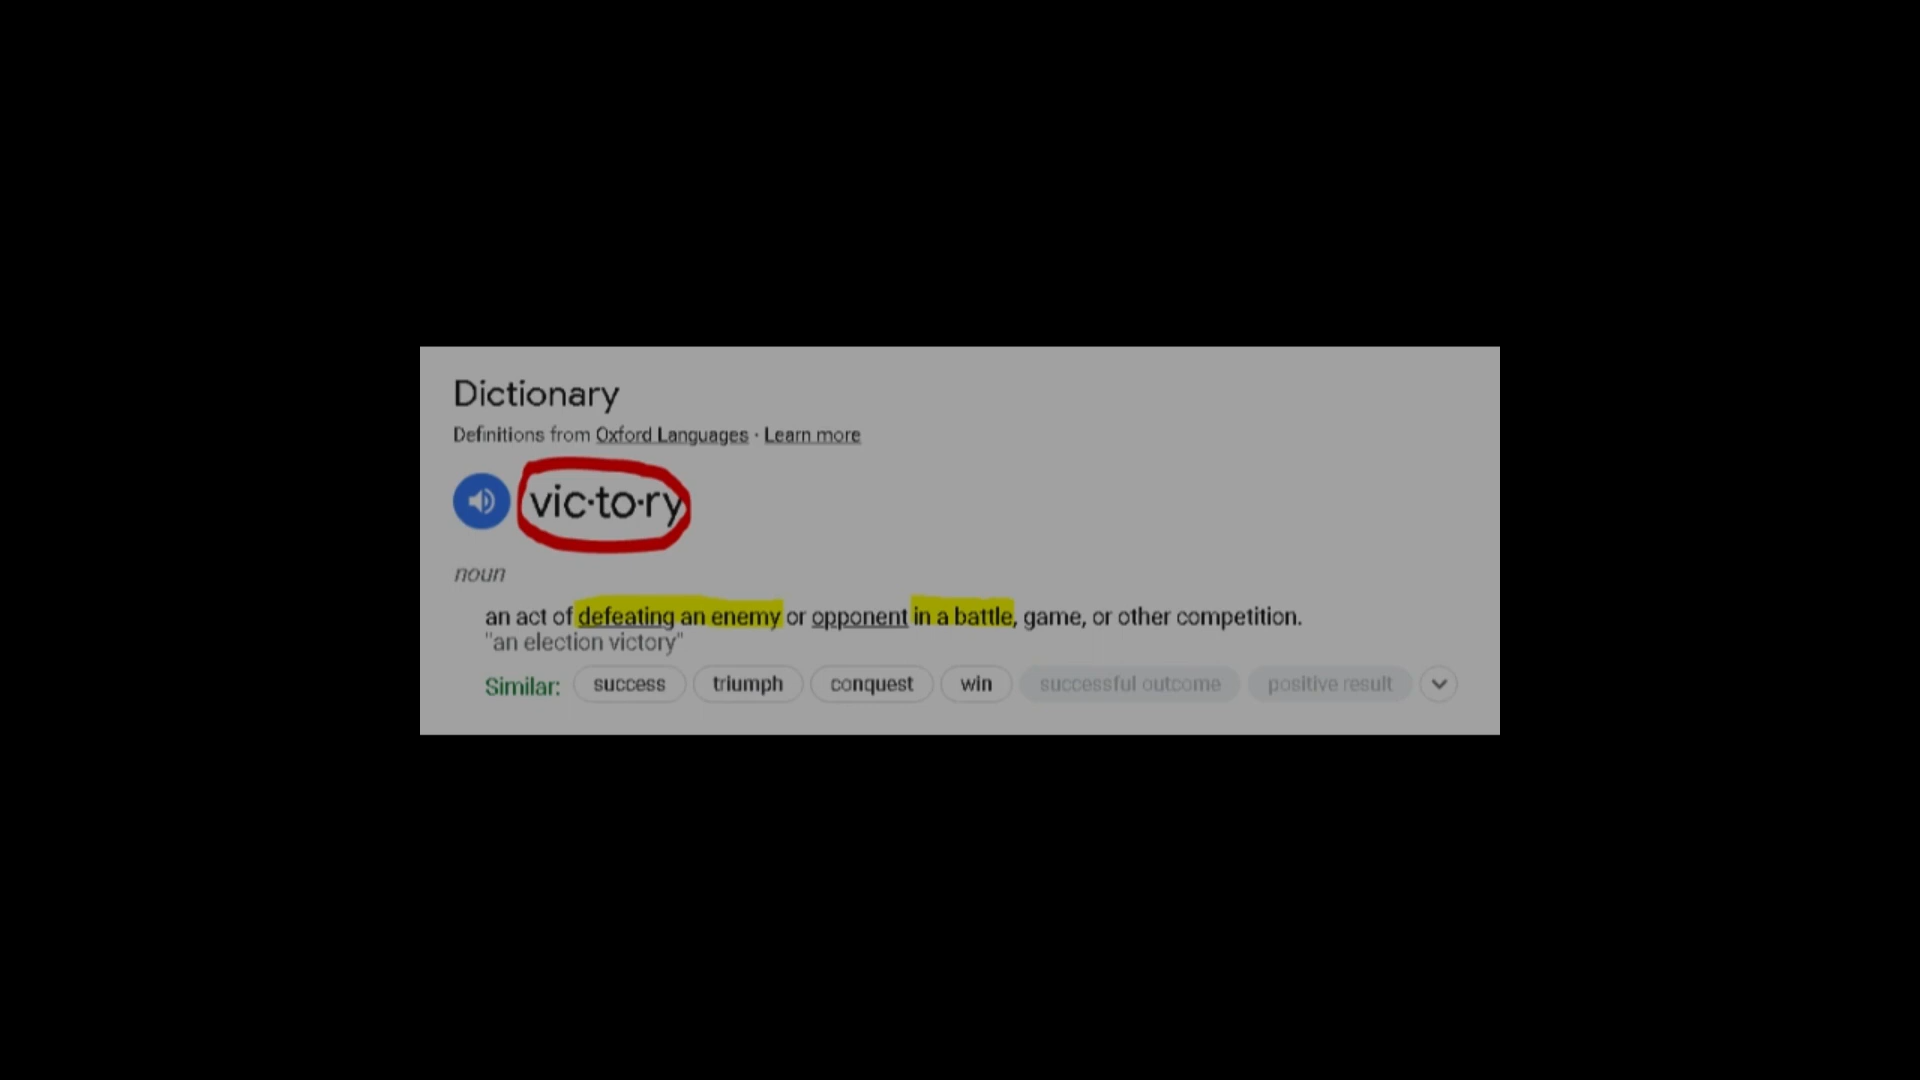 Dictionary
Definitions from Oxford Languages · Learn more
vic·to·ry
noun
an act of defeating an enemy or opponent in a battle, game, or other competition.
"an election victory"
Similar: success triumph conquest win successful outcome positive result